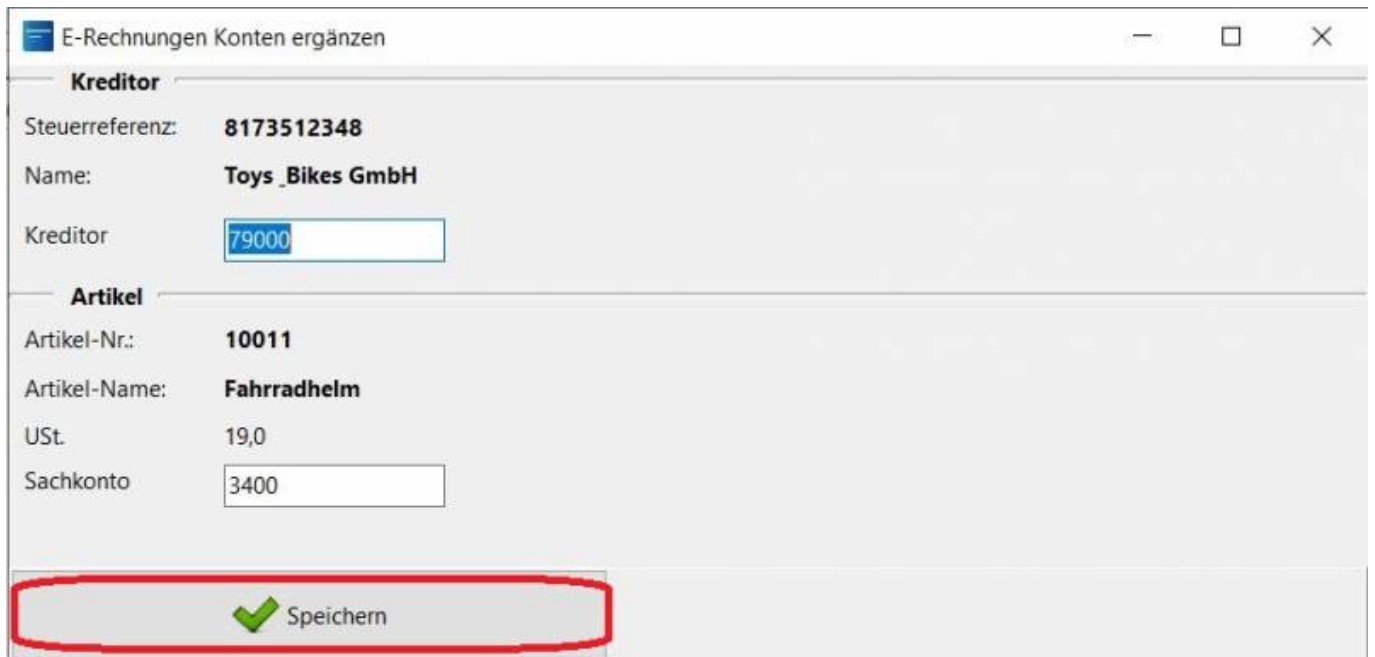 E-Rechnungen Konten ergänzen
Kreditor
Steuerreferenz: 8173512348
Name: Toys _Bikes GmbH
Kreditor 79000
Artikel
Artikel-Nr.: 10011
Artikel-Name: Fahrradhelm
USt. 19,0
Sachkonto 3400
Speichern